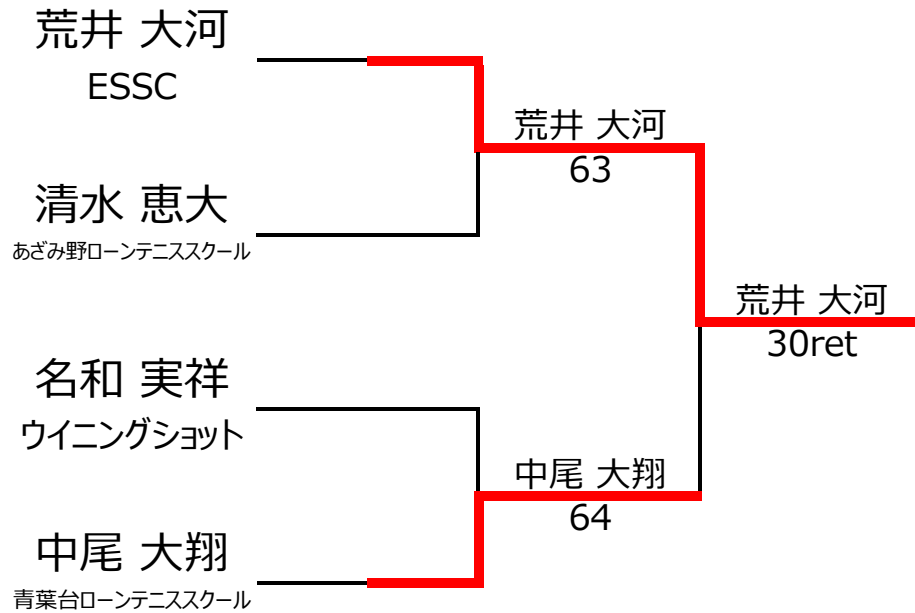 荒井 大河
ESSC
荒井 大河
63
清水 恵大
あざみ野ローンテニススクール
荒井 大河
30ret
名和 実祥
ウイニングショット
中尾 大翔
64
中尾 大翔
青葉台ローンテニススクール